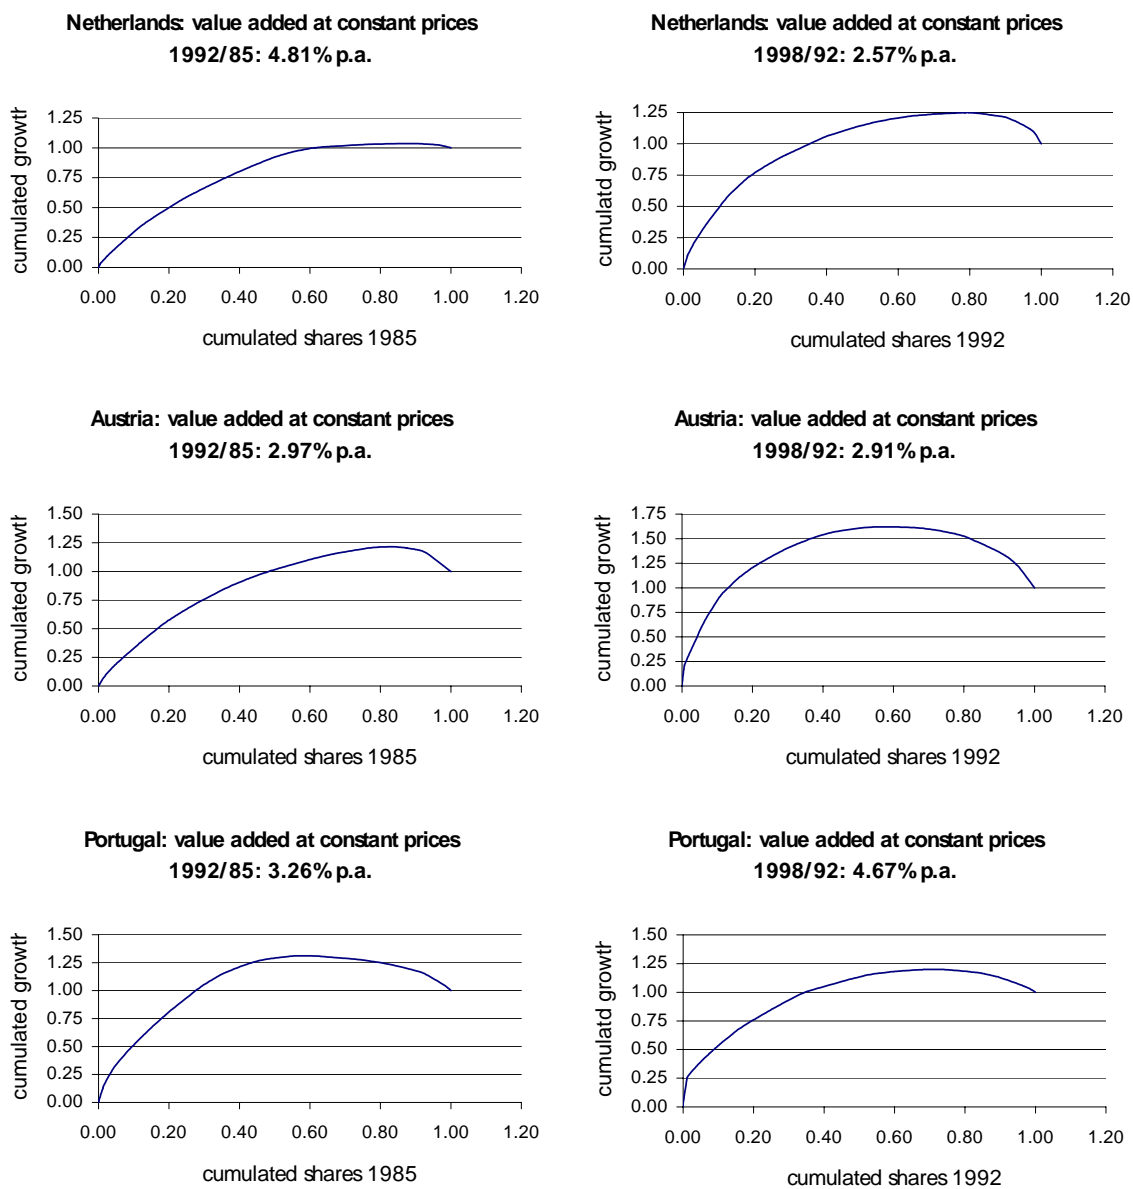 Netherlands: value added at constant prices
1992/85: 4.81% p.a.
cumulated growth
1.25
1.00
0.75
0.50
0.25
0.00
0.00 0.20 0.40 0.60 0.80 1.00 1.20
cumulated shares 1985
Netherlands: value added at constant prices
1998/92: 2.57% p.a.
cumulatd growth
1.25
1.00
0.75
0.50
0.25
0.00
0.00 0.20 0.40 0.60 0.80 1.00 1.20
cumulated shares 1992
Austria: value added at constant prices
1992/85: 2.97% p.a.
cumulated growth
1.50
1.25
1.00
0.75
0.50
0.25
0.00
0.00 0.20 0.40 0.60 0.80 1.00 1.20
cumulated shares 1985
Austria: value added at constant prices
1998/92: 2.91% p.a.
cumulated growth
1.75
1.50
1.25
1.00
0.75
0.50
0.25
0.00
0.00 0.20 0.40 0.60 0.80 1.00 1.20
cumulated shares 1992
Portugal: value added at constant prices
1992/85: 3.26% p.a.
cumulated growth
1.50
1.25
1.00
0.75
0.50
0.25
0.00
0.00 0.20 0.40 0.60 0.80 1.00 1.20
cumulated shares 1985
Portugal: value added at constant prices
1998/92: 4.67% p.a.
cumulatd growth
1.50
1.25
1.00
0.75
0.50
0.25
0.00
0.00 0.20 0.40 0.60 0.80 1.00 1.20
cumulated shares 1992